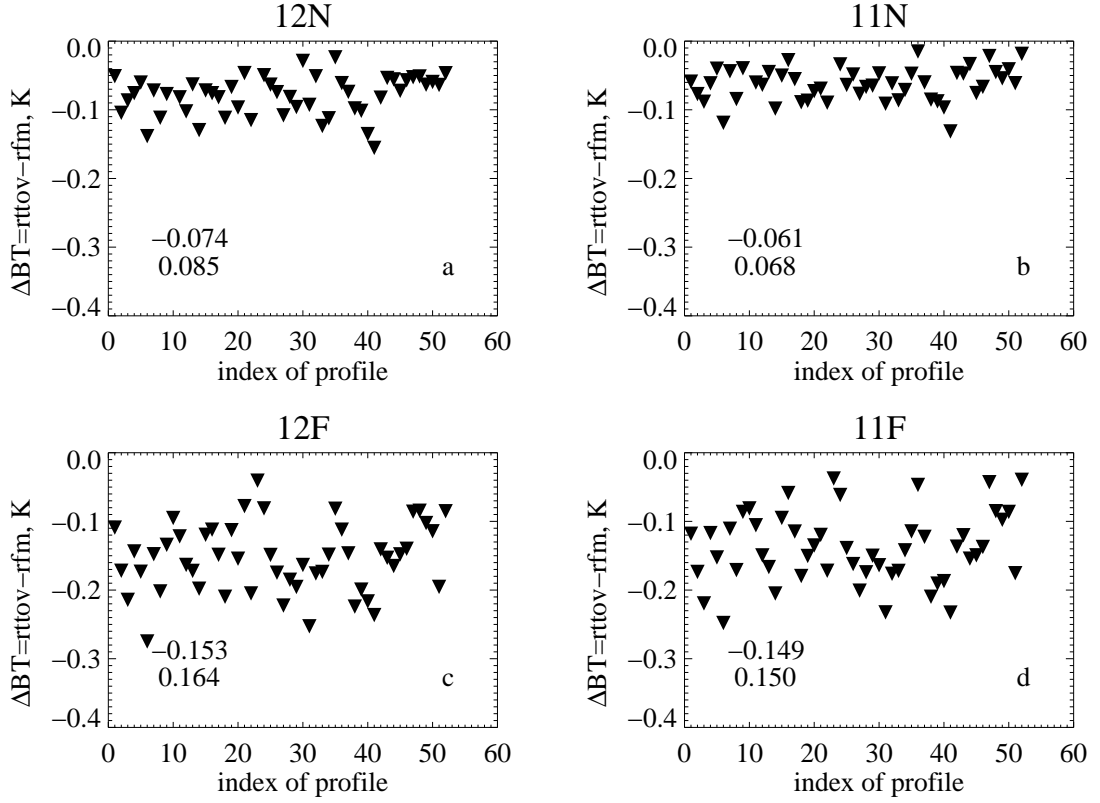 12N
0.0
−0.1
−0.2
−0.3
−0.4
ΔBT=rttov−rfm, K
−0.074
0.085
a
0 10 20 30 40 50 60
index of profile
11N
0.0
−0.1
−0.2
−0.3
−0.4
ΔBT=rttov−rfm, K
−0.061
0.068
b
0 10 20 30 40 50 60
index of profile
12F
0.0
−0.1
−0.2
−0.3
−0.4
ΔBT=rttov−rfm, K
−0.153
0.164
c
0 10 20 30 40 50 60
index of profile
11F
0.0
−0.1
−0.2
−0.3
−0.4
ΔBT=rttov−rfm, K
−0.149
0.150
d
0 10 20 30 40 50 60
index of profile